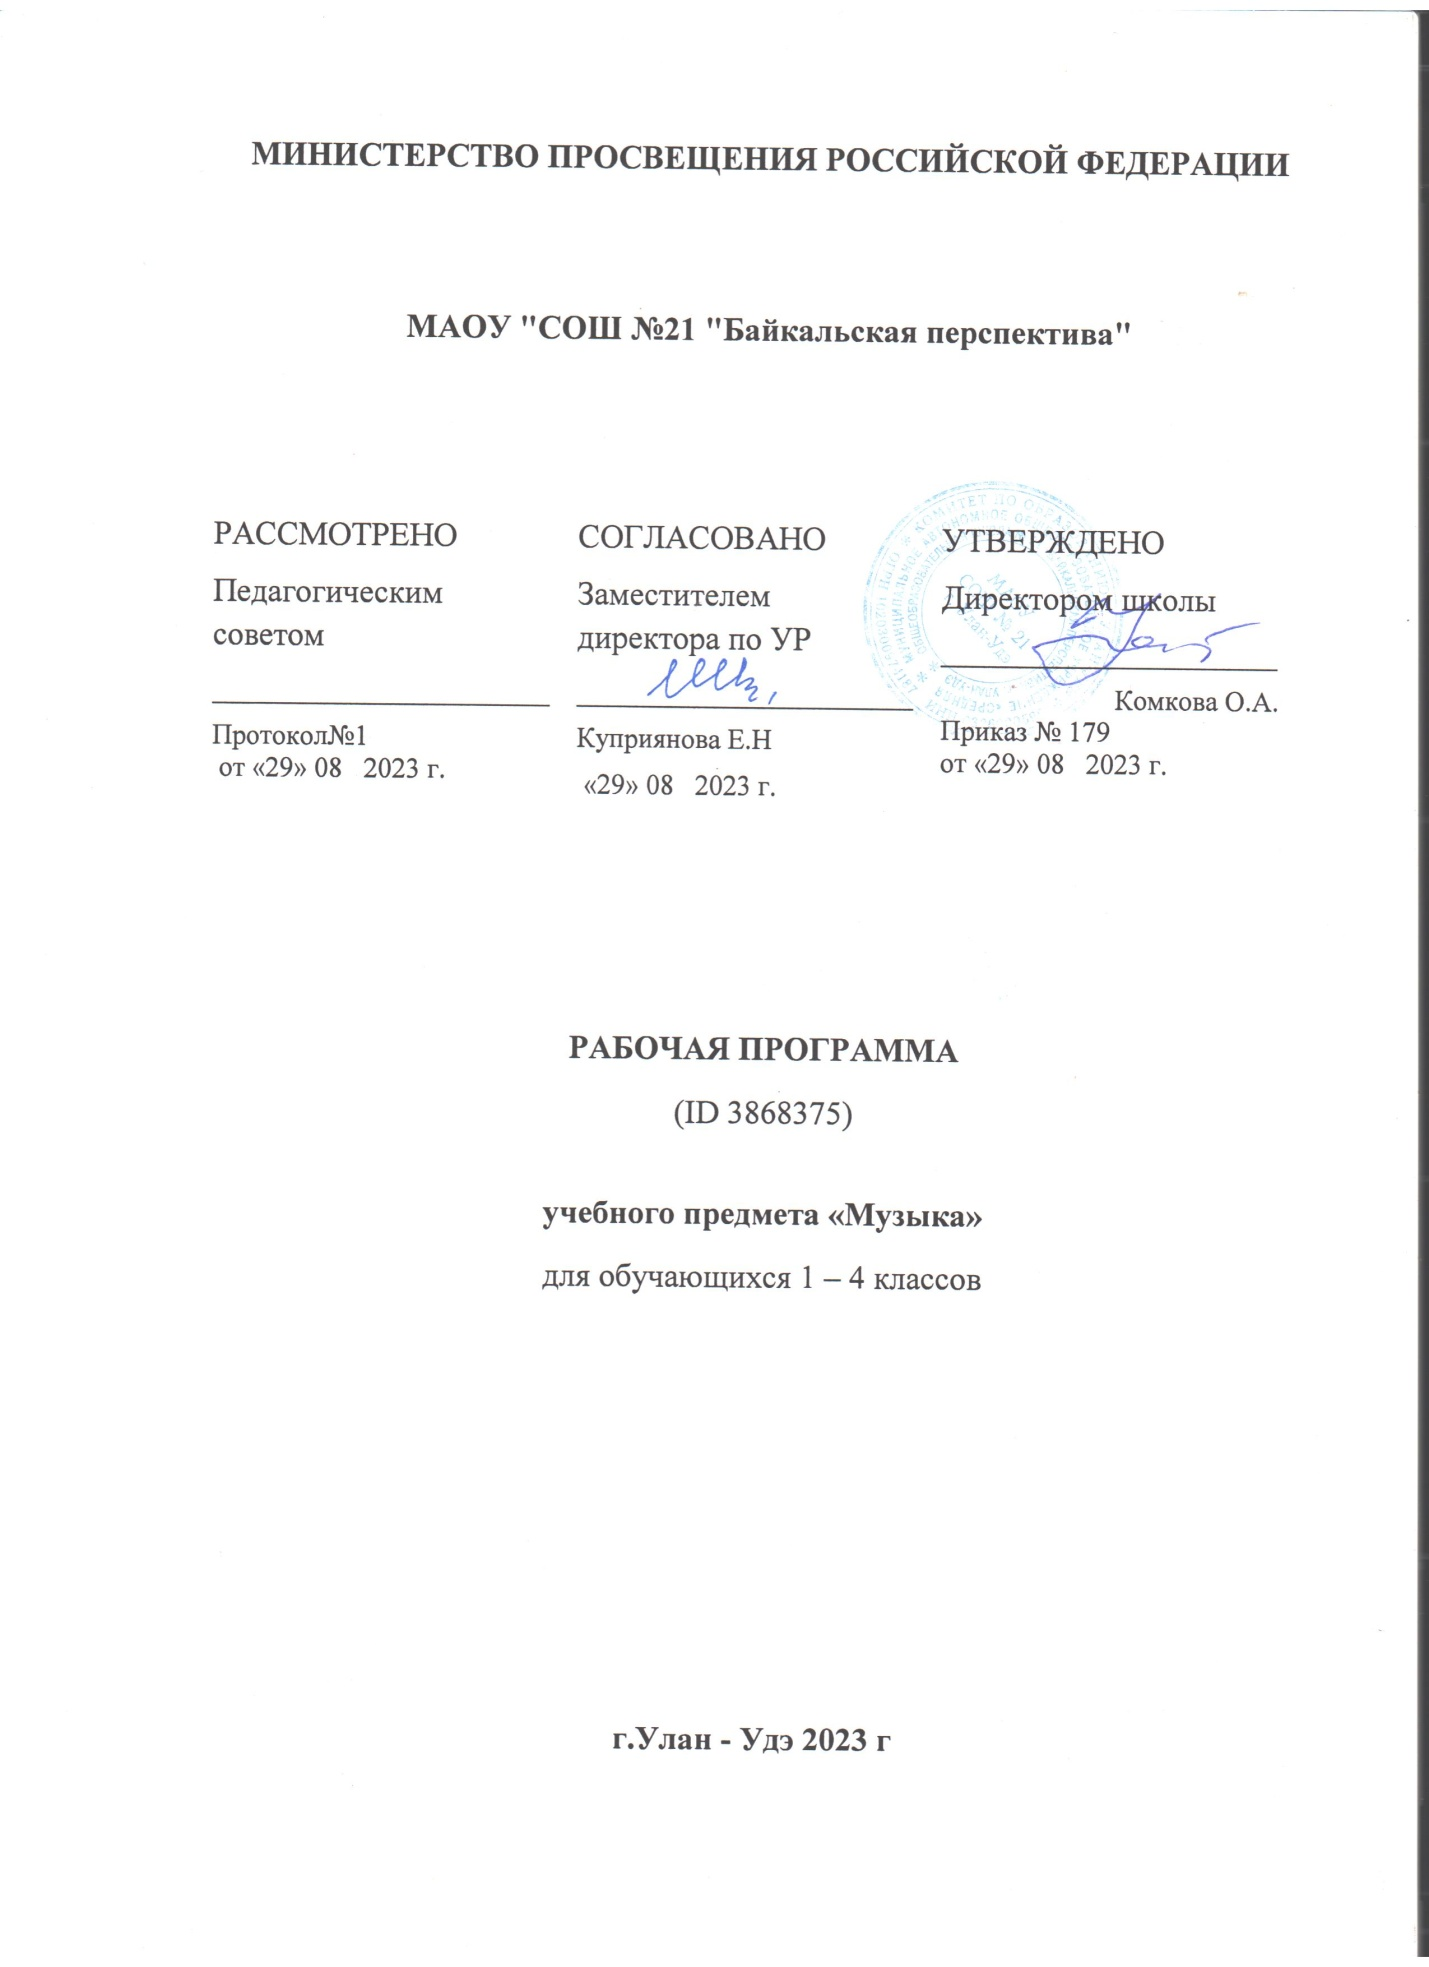 МИНИСТЕРСТВО ПРОСВЕЩЕНИЯ РОССИЙСКОЙ ФЕДЕРАЦИИ
МАОУ "СОШ №21 "Байкальская перспектива"
РАССМОТРЕНО
Педагогическим
советом
Протокол№1
от «29» 08 2023 г.
СОГЛАСОВАНО
Заместителем
директора по УР
Куприянова Е.Н
«29» 08 2023 г.
УТВЕРЖДЕНО
Директором школы
Комкова О.А.
Приказ № 179
от «29» 08 2023 г.
РАБОЧАЯ ПРОГРАММА
(ID 3868375)
учебного предмета «Музыка»
для обучающихся 1 – 4 классов
г.Улан - Удэ 2023 г